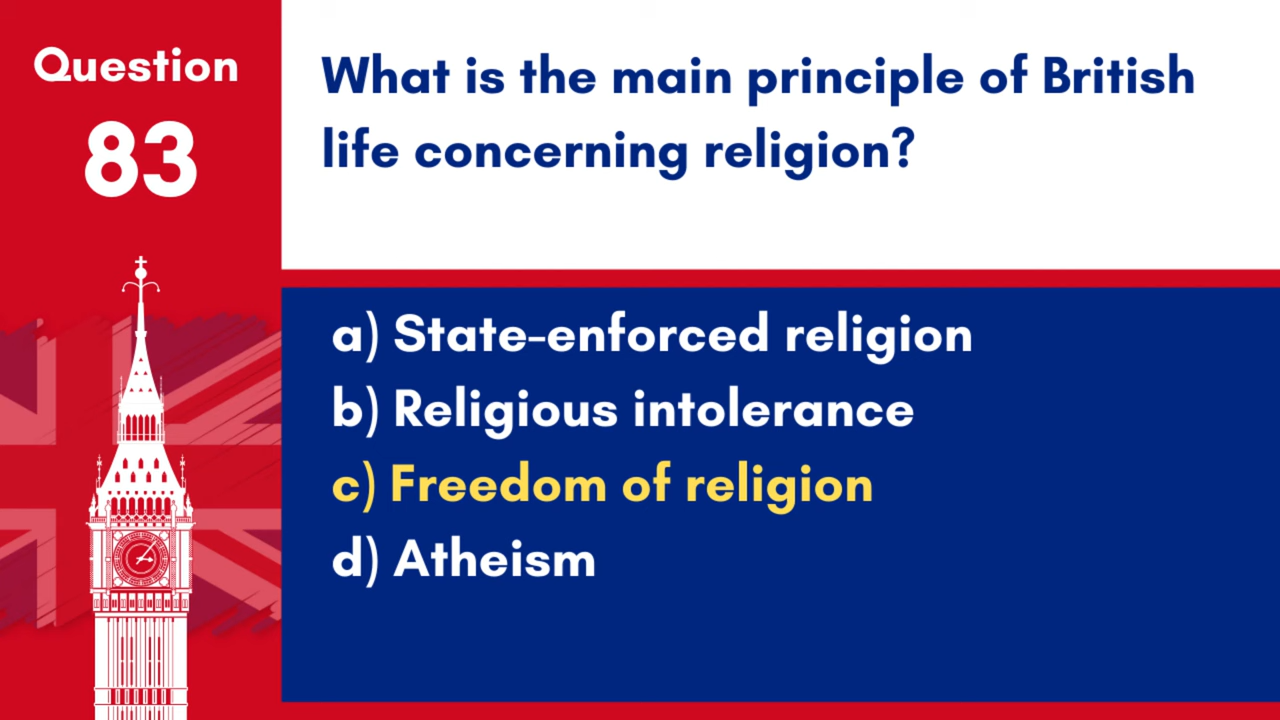 Question
83
What is the main principle of British
life concerning religion?
a) State-enforced religion
b) Religious intolerance
c) Freedom of religion
d) Atheism